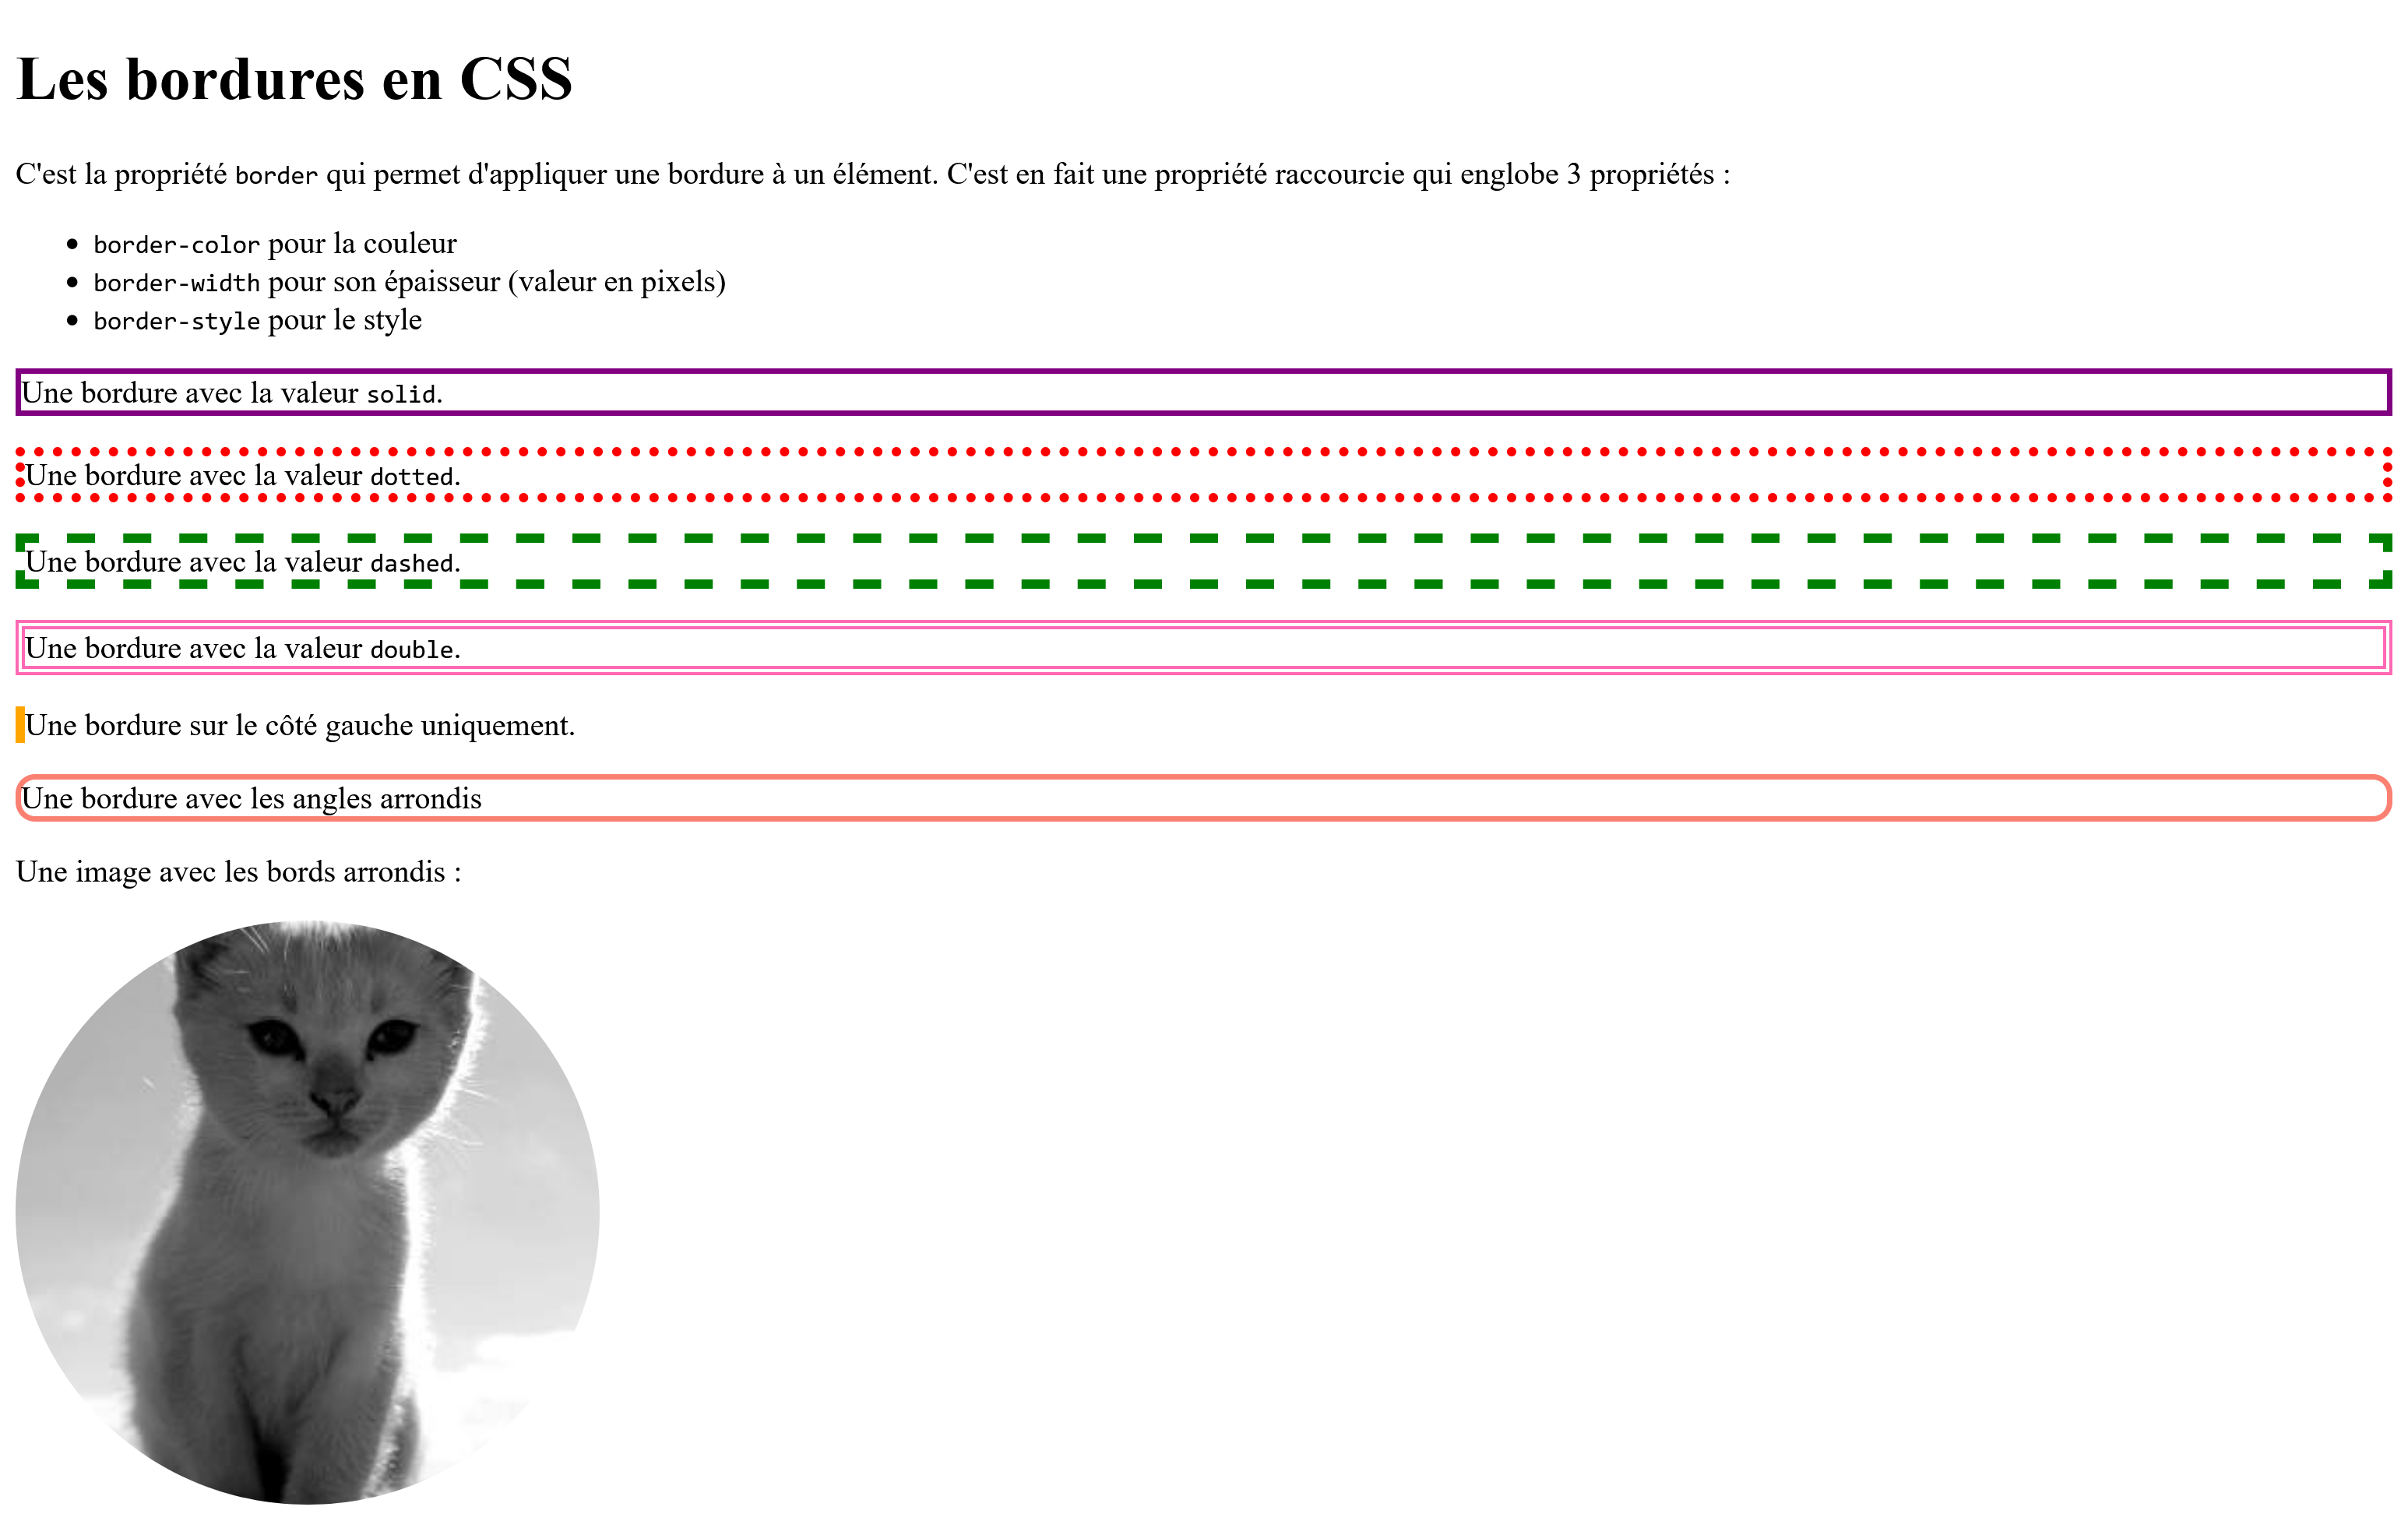 Les bordures en CSS
C'est la propriété border qui permet d'appliquer une bordure à un élément. C'est en fait une propriété raccourcie qui englobe 3 propriétés :
border-color pour la couleur
border-width pour son épaisseur (valeur en pixels)
border-style pour le style
Une bordure avec la valeur solid.
Une bordure avec la valeur dotted.
Une bordure avec la valeur dashed.
Une bordure avec la valeur double.
Une bordure sur le côté gauche uniquement.
Une bordure avec les angles arrondis
Une image avec les bords arrondis :